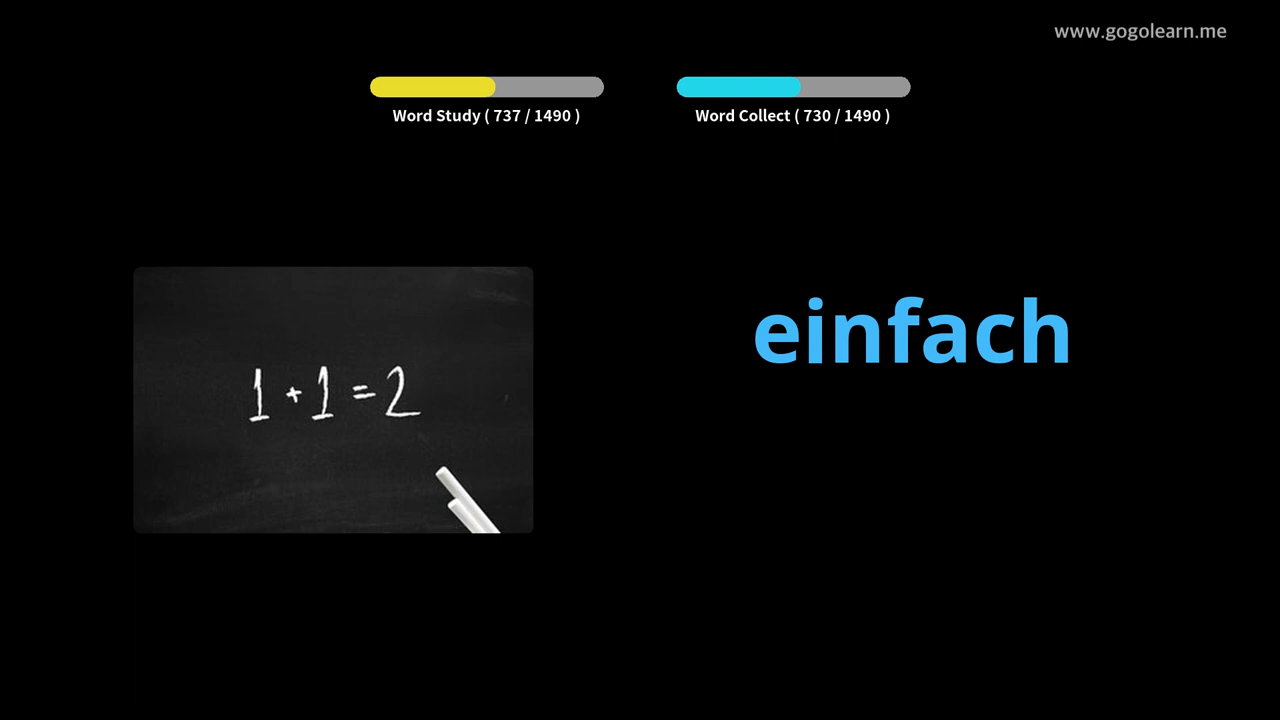 www.gogolearn.me
Word Study ( 737 / 1490 )
Word Collect ( 730 / 1490 )
einfach
1 + 1 = 2